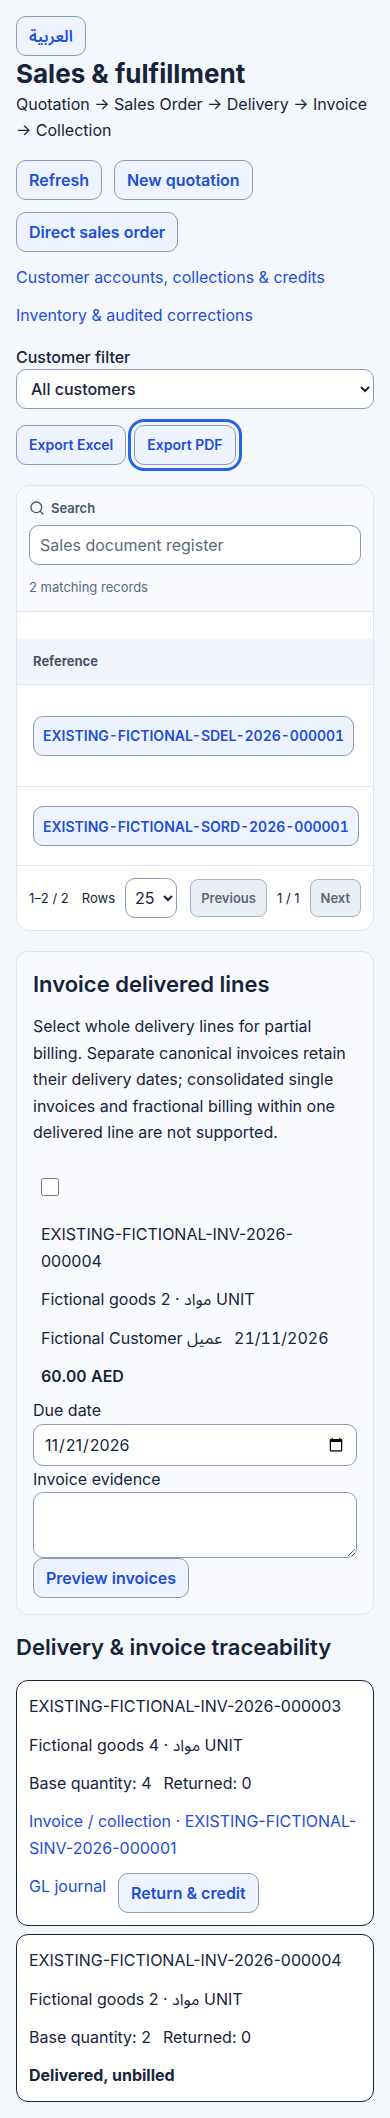 العربية
Sales & fulfillment
Quotation → Sales Order → Delivery → Invoice
→ Collection
Refresh New quotation
Direct sales order
Customer accounts, collections & credits
Inventory & audited corrections
Customer filter
All customers
Export Excel Export PDF
Search
Sales document register
2 matching records
Reference
EXISTING-FICTIONAL-SDEL-2026-000001
EXISTING-FICTIONAL-SORD-2026-000001
1–2 / 2 Rows 25 Previous 1 / 1 Next
Invoice delivered lines
Select whole delivery lines for partial
billing. Separate canonical invoices retain
their delivery dates; consolidated single
invoices and fractional billing within one
delivered line are not supported.
EXISTING-FICTIONAL-INV-2026-
000004
Fictional goods مواد · 2 UNIT
Fictional Customer عميل 21/11/2026
60.00 AED
Due date
11/21/2026
Invoice evidence
Preview invoices
Delivery & invoice traceability
EXISTING-FICTIONAL-INV-2026-000003
Fictional goods مواد · 4 UNIT
Base quantity: 4 Returned: 0
Invoice / collection · EXISTING-FICTIONAL-
SINV-2026-000001
GL journal Return & credit
EXISTING-FICTIONAL-INV-2026-000004
Fictional goods مواد · 2 UNIT
Base quantity: 2 Returned: 0
Delivered, unbilled